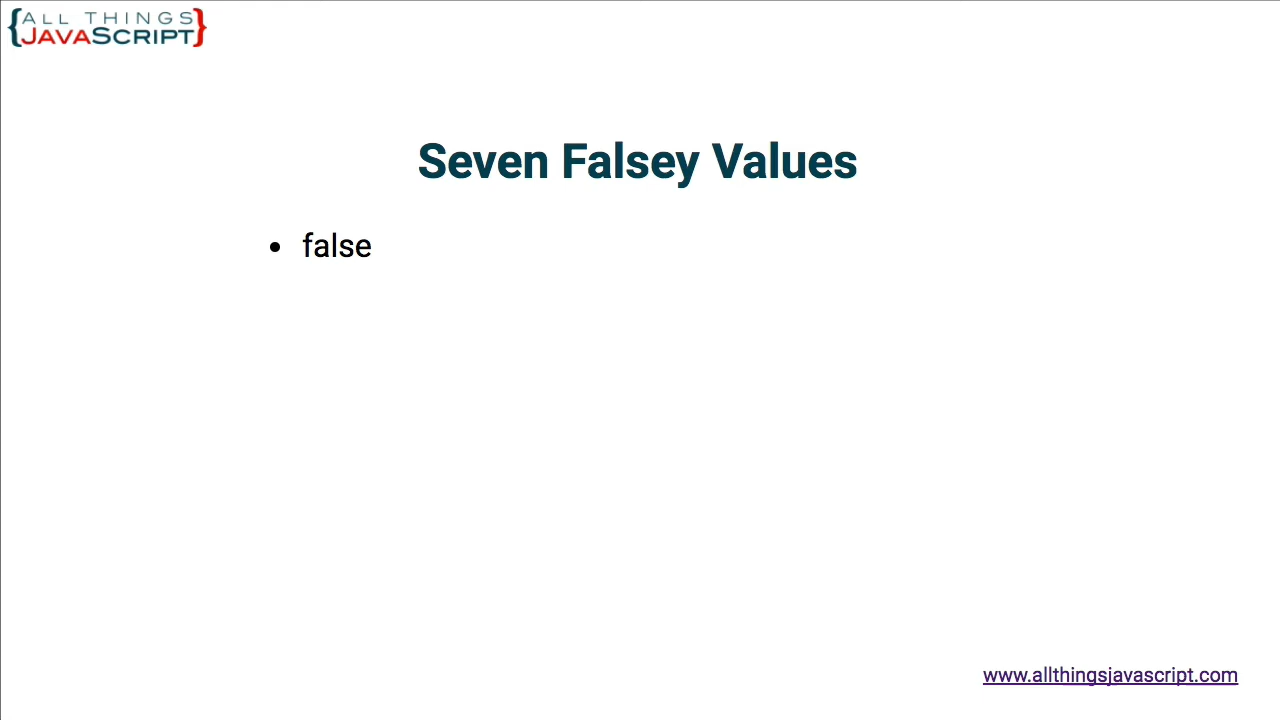 {ALL THINGS
JAVASCRIPT}
Seven Falsey Values
• false
www.allthingsjavascript.com